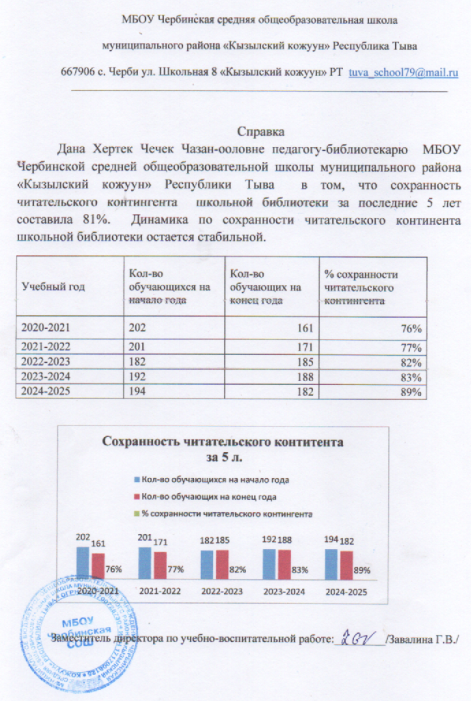 МБОУ Чербинская средняя общеобразовательная школа
муниципального района «Кызылский кожуун» Республика Тыва
667906 с. Черби ул. Школьная 8 «Кызылский кожуун» РТ tuva_school79@mail.ru
Справка
Дана Хертек Чечек Чазан-ооловне педагогу-библиотекарю МБОУ
Чербинской средней общеобразовательной школы муниципального района
«Кызылский кожуун» Республики Тыва в том, что сохранность
читательского контингента школьной библиотеки за последние 5 лет
составила 81%. Динамика по сохранности читательского континента
школьной библиотеки остается стабильной.
Учебный год | Кол-во обучающихся на начало года | Кол-во обучающих на конец года | % сохранности читательского контингента
2020-2021 202 161 76%
2021-2022 201 171 77%
2022-2023 182 185 82%
2023-2024 192 188 83%
2024-2025 194 182 89%
Сохранность читательского контитента
за 5 л.
Кол-во обучающихся на начало года
Кол-во обучающих на конец года
% сохранности читательского контингента
202 161 76% 201 171 77% 182 185 82% 192 188 83% 194 182 89%
2020-2021 2021-2022 2022-2023 2023-2024 2024-2025
МБОУ
Чербинская
СОШ
Заместитель директора по учебно-воспитательной работе: /Завалина Г.В./